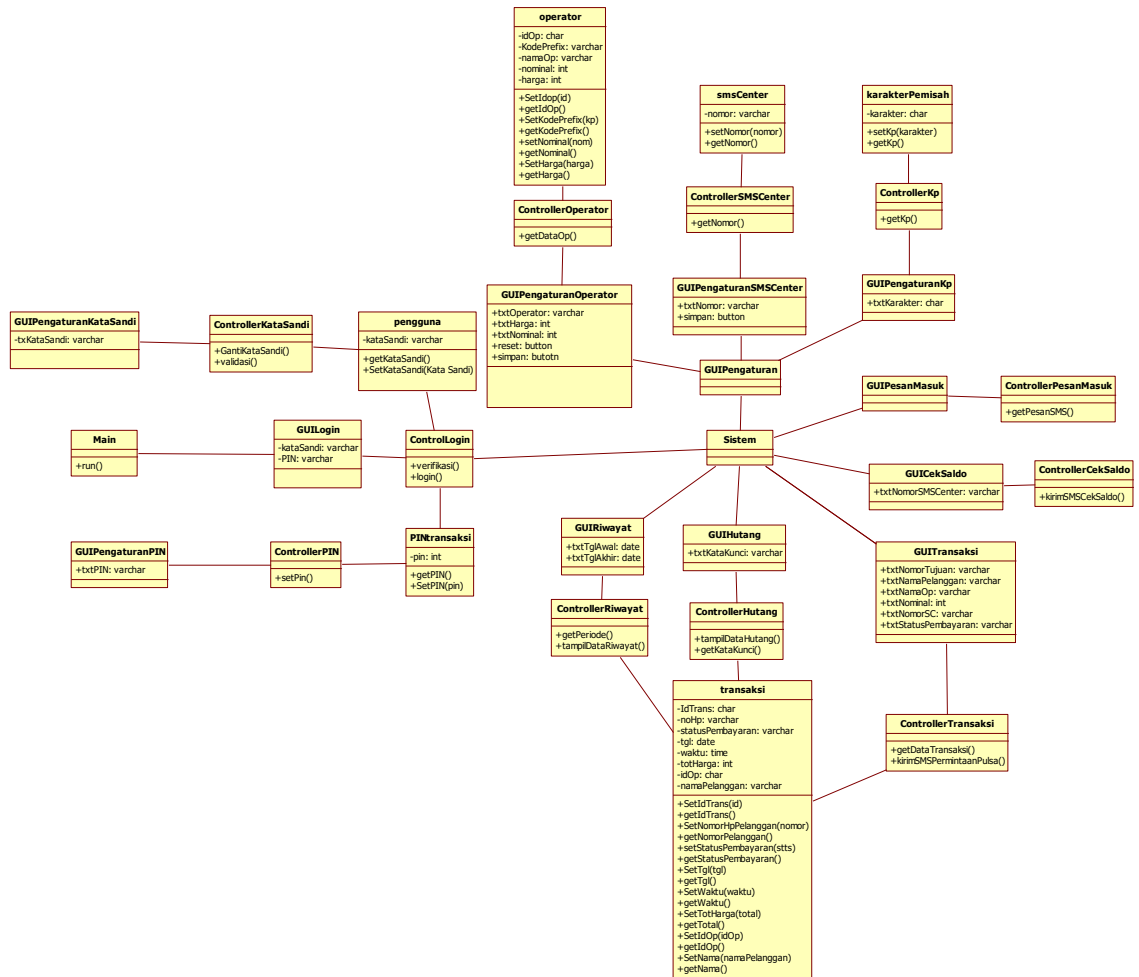 operator
-idOp: char
-KodePrefix: varchar
-namaOp: varchar
-nominal: int
-harga: int
+SetIdop(id)
+getIdOp()
+SetKodePrefix(kp)
+getKodePrefix()
+setNominal(nom)
+getNominal()
+SetHarga(harga)
+getHarga()
smsCenter
-nomor: varchar
+setNomor(nomor)
+getNomor()
karakterPemisah
-karakter: char
+setKp(karakter)
+getKp()
ControllerOperator
+getDataOp()
ControllerSMSCenter
+getNomor()
ControllerKp
+getKp()
GUIPengaturanOperator
+txtOperator: varchar
+txtHarga: int
+txtNominal: int
+reset: button
+simpan: butotn
GUIPengaturanSMSCenter
+txtNomor: varchar
+simpan: button
GUIPengaturanKp
+txtKarakter: char
GUIPengaturanKataSandi
-txKataSandi: varchar
ControllerKataSandi
+GantiKataSandi()
+validasi()
pengguna
-kataSandi: varchar
+getKataSandi()
+SetKataSandi(Kata Sandi)
GUIPengaturan
GUIPesanMasuk
ControllerPesanMasuk
+getPesanSMS()
Main
+run()
GUILogin
-kataSandi: varchar
-PIN: varchar
ControlLogin
+verifikasi()
+login()
Sistem
GUICekSaldo
+txtNomorSMSCenter: varchar
ControllerCekSaldo
+kirimSMSCekSaldo()
GUIPengaturanPIN
+txtPIN: varchar
ControllerPIN
+setPin()
PINtransaksi
-pin: int
+getPIN()
+SetPIN(pin)
GUIRiwayat
+txtTglAwal: date
+txtTglAkhir: date
GUIHutang
+txtKataKunci: varchar
GUITransaksi
+txtNomorTujuan: varchar
+txtNamaPelanggan: varchar
+txtNamaOp: varchar
+txtNominal: int
+txtNomorSC: varchar
+txtStatusPembayaran: varchar
ControllerRiwayat
+getPeriode()
+tampilDataRiwayat()
ControllerHutang
+tampilDataHutang()
+getKataKunci()
transaksi
-IdTrans: char
-noHp: varchar
-statusPembayaran: varchar
-tgl: date
-waktu: time
-totHarga: int
-idOp: char
-namaPelanggan: varchar
+SetIdTrans(id)
+getIdTrans()
+SetNomorHpPelanggan(nomor)
+getNomorPelanggan()
+setStatusPembayaran(stts)
+getStatusPembayaran()
+SetTgl(tgl)
+getTgl()
+SetWaktu(waktu)
+getWaktu()
+SetTotHarga(total)
+getTotal()
+SetIdOp(idOp)
+getIdOp()
+SetNama(namaPelanggan)
+getNama()
ControllerTransaksi
+getDataTransaksi()
+kirimSMSPermintaanPulsa()